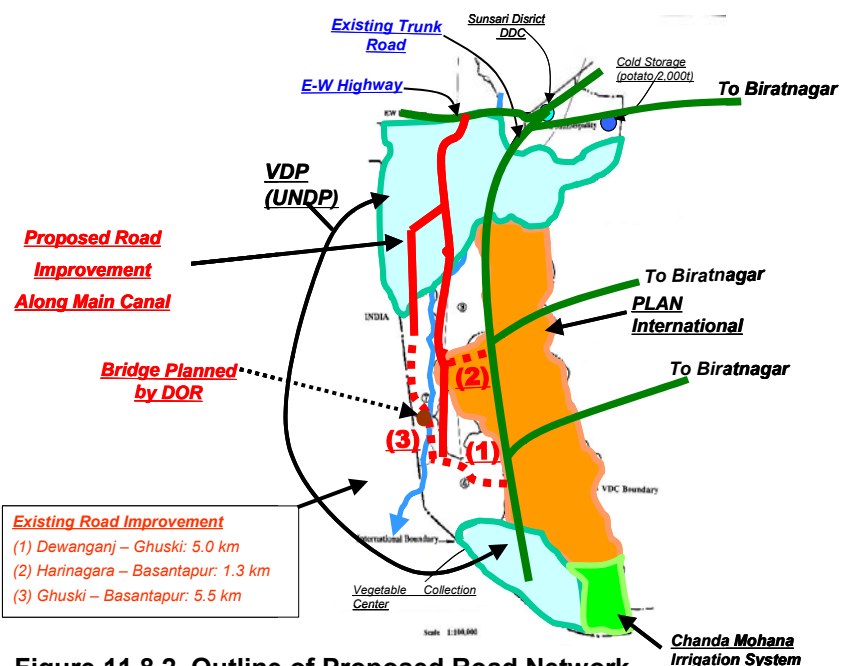 Existing Trunk
Road
Sunsari Disrict
DDC
Cold Storage
(potato 2,000t)
E-W Highway
To Biratnagar
EW
VDP
(UNDP)
Proposed Road
Improvement
Along Main Canal
INDIA
To Biratnagar
PLAN
International
Bridge Planned
by DOR
(2)
To Biratnagar
(3)
(1)
VDC Boundary
Existing Road Improvement
(1) Dewanganj – Ghuski: 5.0 km
(2) Harinagara – Basantapur: 1.3 km
(3) Ghuski – Basantapur: 5.5 km
International Boundary
Vegetable Collection
Center
Scale 1:100,000
Chanda Mohana
Irrigation System
Figure 11.8.2 Outline of Proposed Road Network